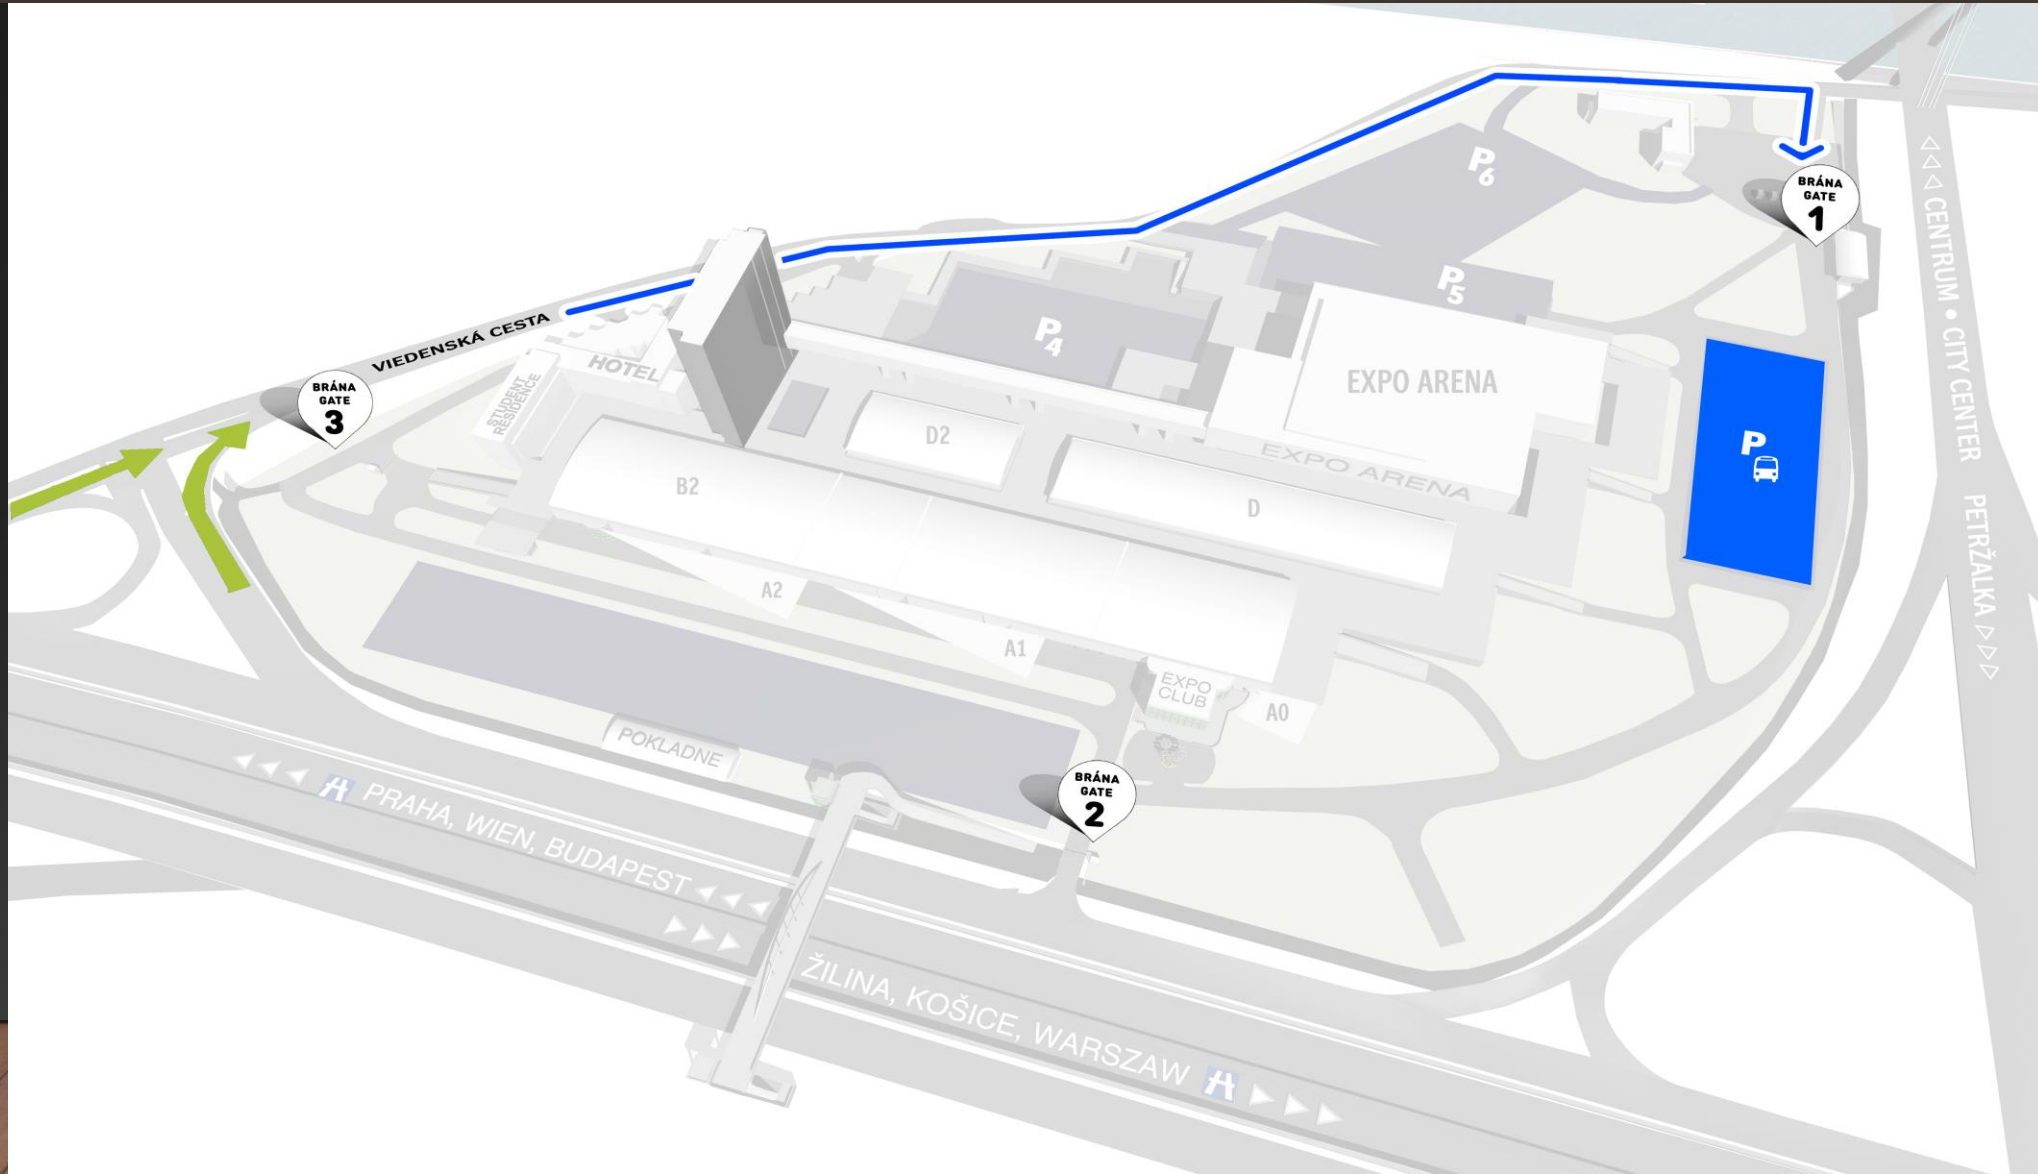 P6
BRÁNA
GATE
1
CENTRUM • CITY CENTER
PETRŽALKA
P5
P4
VIEDENSKÁ CESTA
HOTEL
STUDENT
RESIDENCE
BRÁNA
GATE
3
EXPO ARENA
EXPO ARENA
P
D2
B2
D
A2
A1
EXPO
CLUB
A0
POKLADNE
BRÁNA
GATE
2
PRAHA, WIEN, BUDAPEST
ŽILINA, KOŠICE, WARSZAW